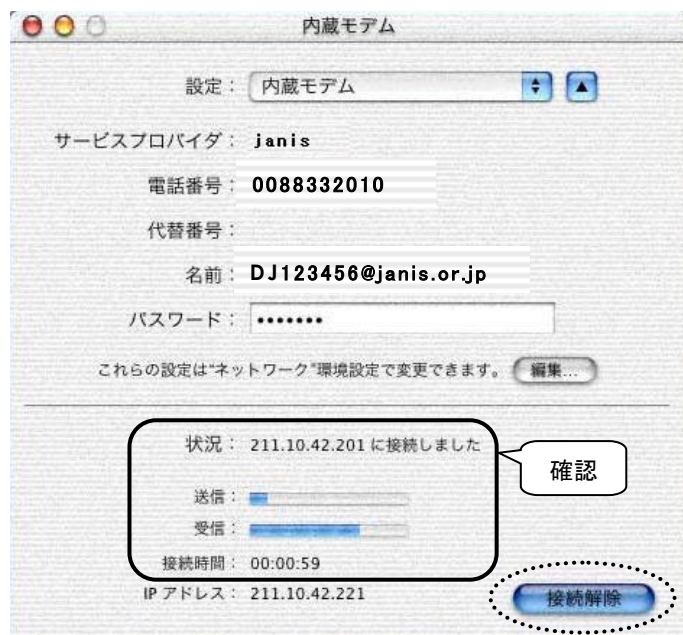 内蔵モデム
設定： 内蔵モデム
サービスプロバイダ： janis
電話番号： 0088332010
代替番号：
名前： DJ123456@janis.or.jp
パスワード： •••••••
これらの設定は“ネットワーク”環境設定で変更できます。 編集...
状況： 211.10.42.201 に接続しました
確認
送信：
受信：
接続時間： 00:00:59
IP アドレス： 211.10.42.221 接続解除